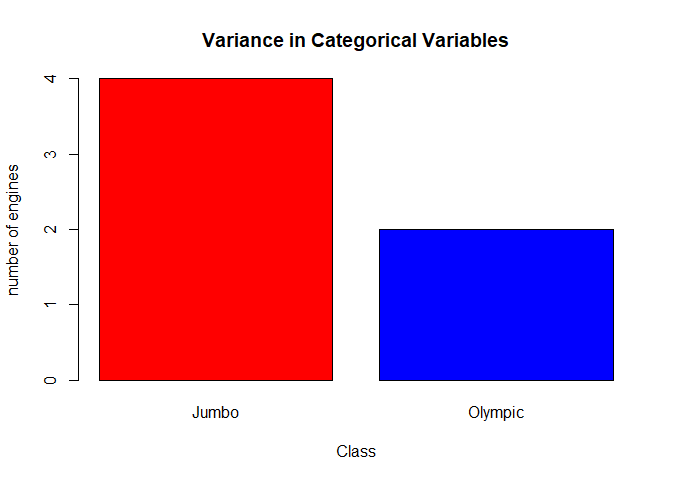 Variance in Categorical Variables
number of engines
4
3
2
1
0
Jumbo Olympic
Class